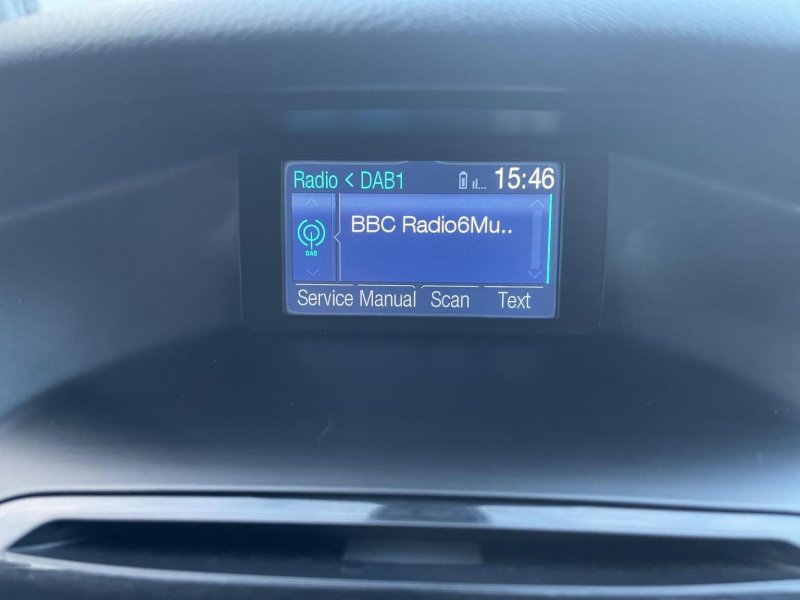 Radio < DAB1 15:46
BBC Radio6Mu..
DAB
Service Manual Scan Text